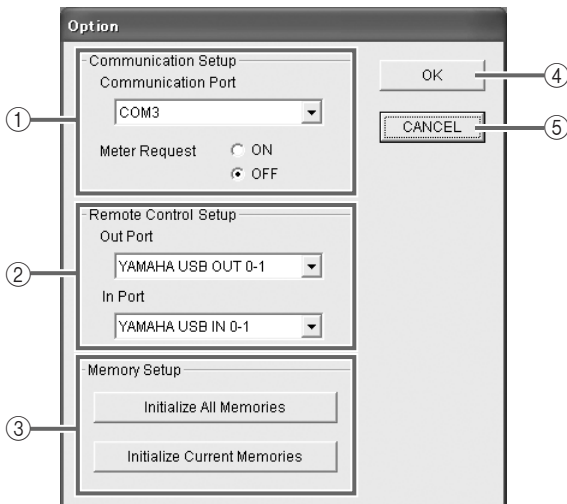 Option
Communication Setup
Communication Port
COM3
Meter Request
ON
OFF
Remote Control Setup
Out Port
YAMAHA USB OUT 0-1
In Port
YAMAHA USB IN 0-1
Memory Setup
Initialize All Memories
Initialize Current Memories
OK
CANCEL
①
②
③
④
⑤